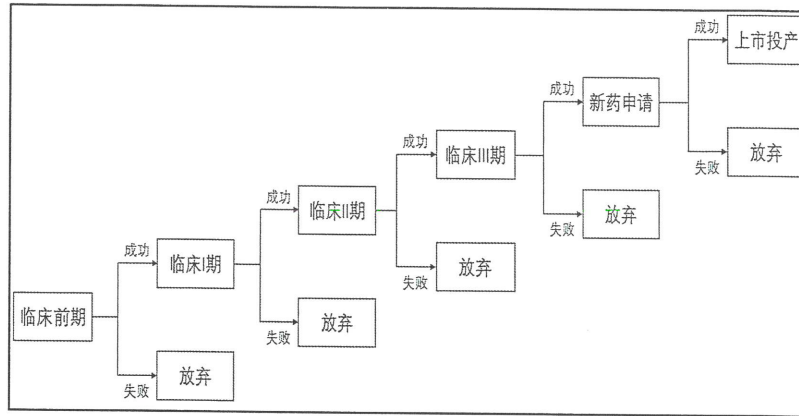 成功
上市投产
成功
新药申请
成功
临床III期
失败
放弃
成功
临床II期
失败
放弃
成功
临床I期
失败
放弃
临床前期
失败
放弃
失败
放弃